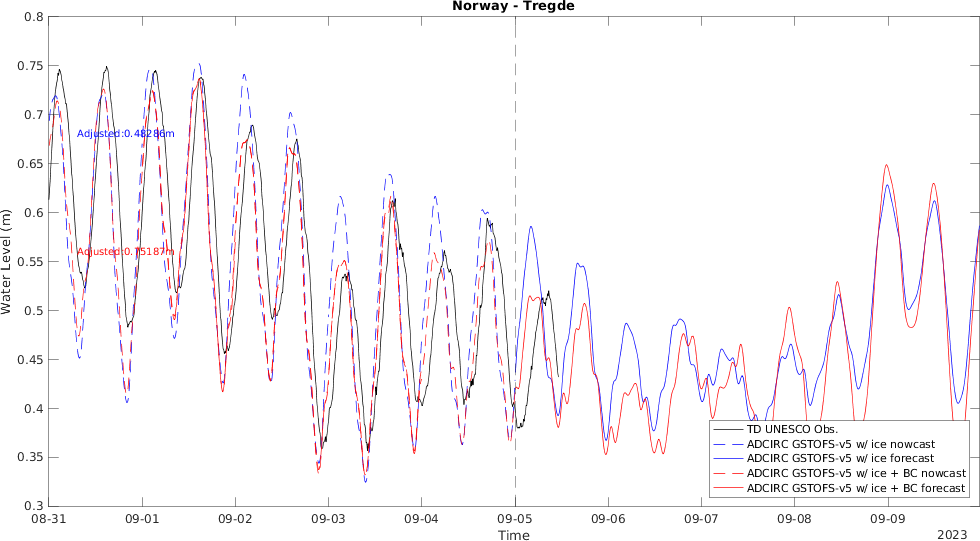 Norway - Tregde
0.8
0.75
0.7
0.65
0.6
0.55
0.5
0.45
0.4
0.35
0.3
Water Level (m)
Adjusted:0.48286m
TD UNESCO Obs.
ADCIRC GSTOFS-v5 w/ ice nowcast
ADCIRC GSTOFS-v5 w/ ice forecast
ADCIRC GSTOFS-v5 w/ ice + BC nowcast
ADCIRC GSTOFS-v5 w/ ice + BC forecast
08-31 09-01 09-02 09-03 09-04 09-05 09-06 09-07 09-08 09-09
Time
2023